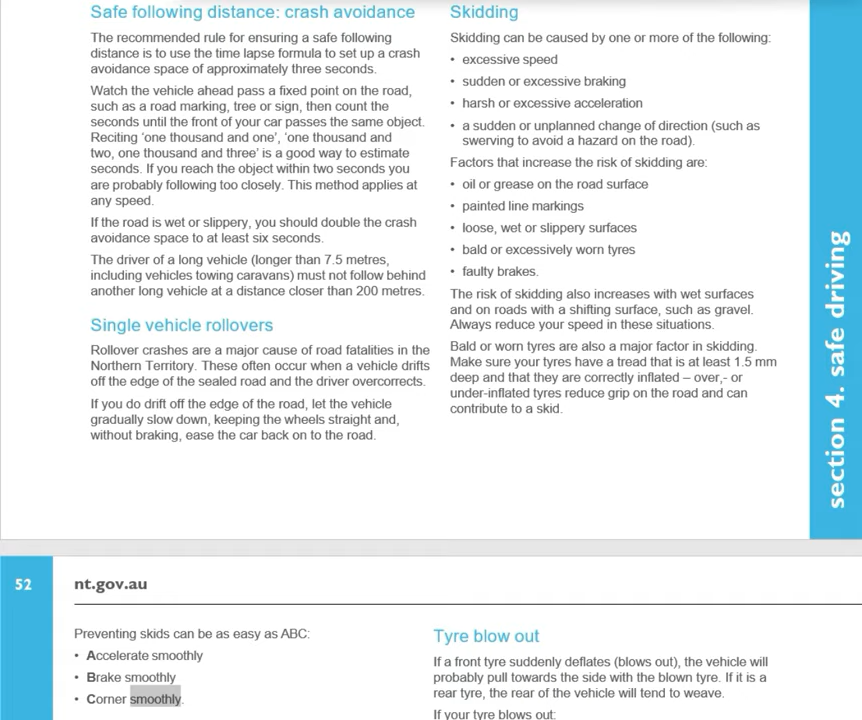 Safe following distance: crash avoidance
The recommended rule for ensuring a safe following
distance is to use the time lapse formula to set up a crash
avoidance space of approximately three seconds.
Watch the vehicle ahead pass a fixed point on the road,
such as a road marking, tree or sign, then count the
seconds until the front of your car passes the same object.
Reciting 'one thousand and one', 'one thousand and
two, one thousand and three' is a good way to estimate
seconds. If you reach the object within two seconds you
are probably following too closely. This method applies at
any speed.
If the road is wet or slippery, you should double the crash
avoidance space to at least six seconds.
The driver of a long vehicle (longer than 7.5 metres,
including vehicles towing caravans) must not follow behind
another long vehicle at a distance closer than 200 metres.
Single vehicle rollovers
Rollover crashes are a major cause of road fatalities in the
Northern Territory. These often occur when a vehicle drifts
off the edge of the sealed road and the driver overcorrects.
If you do drift off the edge of the road, let the vehicle
gradually slow down, keeping the wheels straight and,
without braking, ease the car back on to the road.
Skidding
Skidding can be caused by one or more of the following:
• excessive speed
• sudden or excessive braking
• harsh or excessive acceleration
• a sudden or unplanned change of direction (such as
swerving to avoid a hazard on the road).
Factors that increase the risk of skidding are:
• oil or grease on the road surface
• painted line markings
• loose, wet or slippery surfaces
• bald or excessively worn tyres
• faulty brakes.
The risk of skidding also increases with wet surfaces
and on roads with a shifting surface, such as gravel.
Always reduce your speed in these situations.
Bald or worn tyres are also a major factor in skidding.
Make sure your tyres have a tread that is at least 1.5 mm
deep and that they are correctly inflated – over,- or
under-inflated tyres reduce grip on the road and can
contribute to a skid.
section 4. safe driving
52
nt.gov.au
Preventing skids can be as easy as ABC:
• Accelerate smoothly
• Brake smoothly
• Corner smoothly.
Tyre blow out
If a front tyre suddenly deflates (blows out), the vehicle will
probably pull towards the side with the blown tyre. If it is a
rear tyre, the rear of the vehicle will tend to weave.
If your tyre blows out: